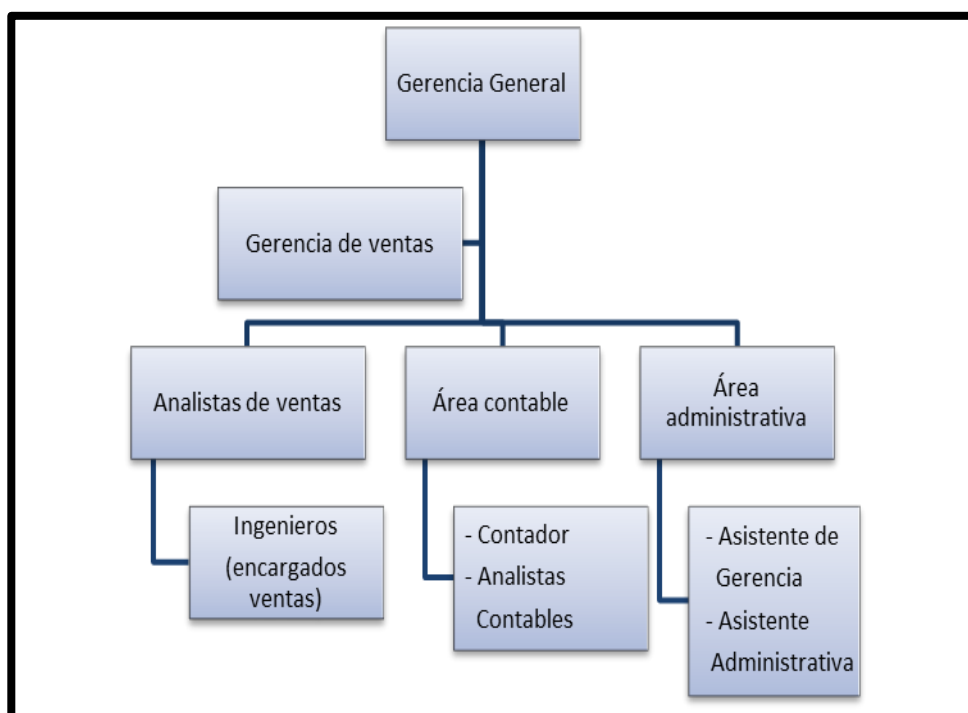 Gerencia General
Gerencia de ventas
Analistas de ventas
Área contable
Área
administrativa
Ingenieros
(encargados
ventas)
- Contador
- Analistas
Contables
- Asistente de
Gerencia
- Asistente
Administrativa